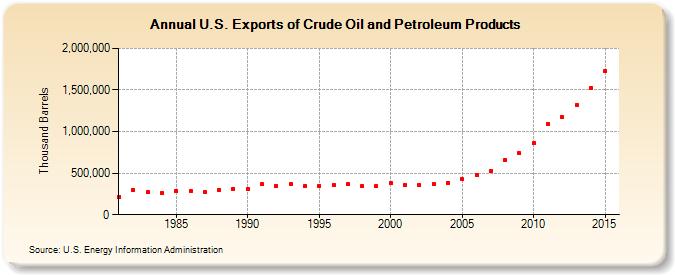 Annual U.S. Exports of Crude Oil and Petroleum Products
Thousand Barrels
2,000,000
1,500,000
1,000,000
500,000
0
1985 1990 1995 2000 2005 2010 2015
Source: U.S. Energy Information Administration